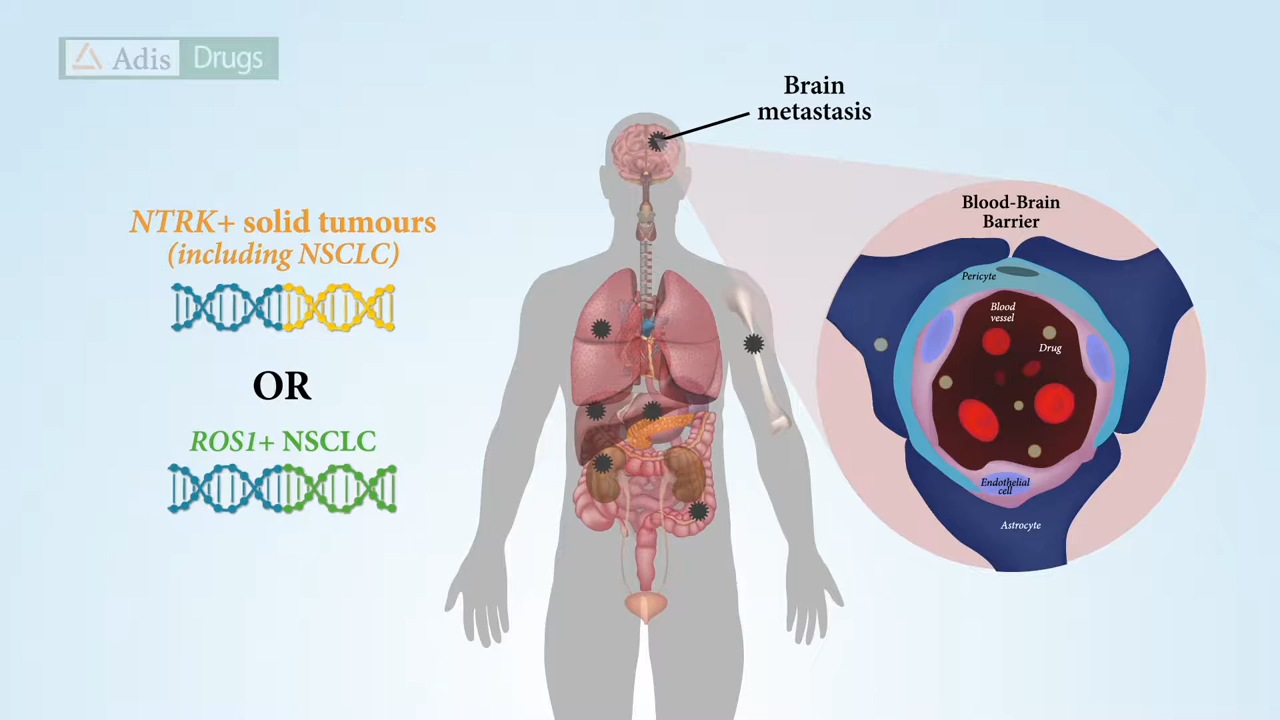 Adis Drugs
Brain
metastasis
NTRK+ solid tumours
(including NSCLC)
OR
ROS1+ NSCLC
Blood-Brain
Barrier
Pericyte
Blood
vessel
Drug
Endothelial
cell
Astrocyte